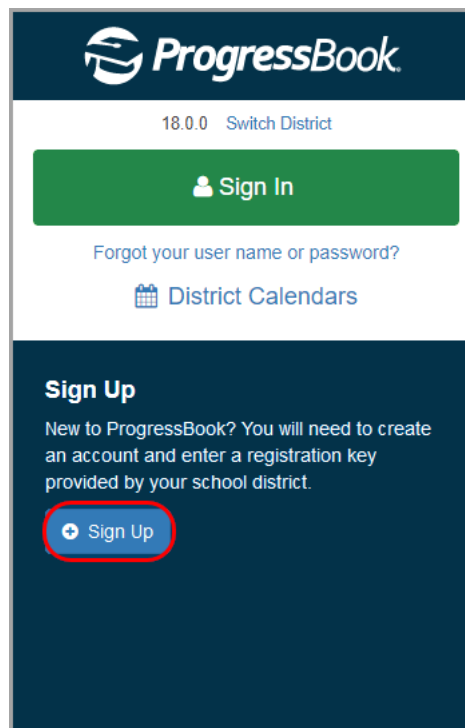 ProgressBook
18.0.0 Switch District
Sign In
Forgot your user name or password?
District Calendars
Sign Up
New to ProgressBook? You will need to create
an account and enter a registration key
provided by your school district.
Sign Up